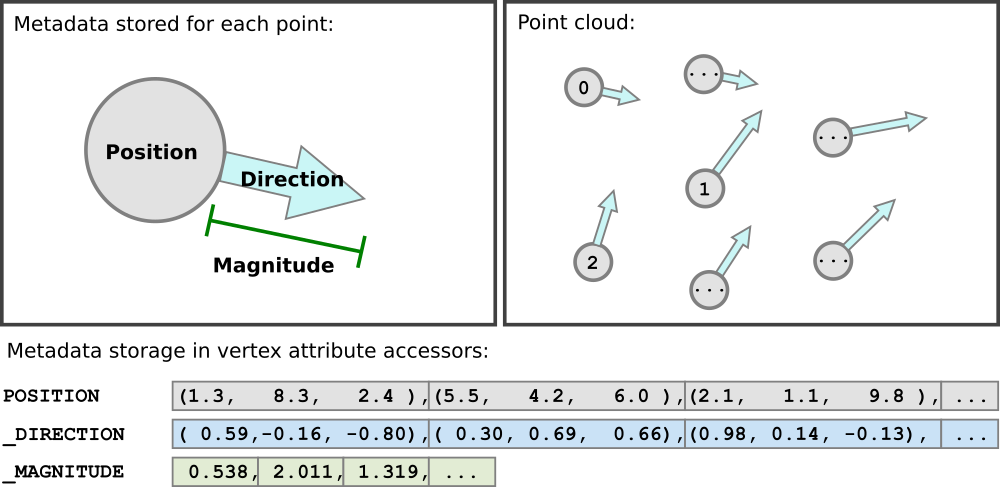 Metadata stored for each point:
Position
Direction
Magnitude
Point cloud:
0
...
...
1
2
...
...
Metadata storage in vertex attribute accessors:
POSITION (1.3, 8.3, 2.4 ), (5.5, 4.2, 6.0 ), (2.1, 1.1, 9.8 ), ...
_DIRECTION ( 0.59,-0.16, -0.80), ( 0.30, 0.69, 0.66), (0.98, 0.14, -0.13), ...
_MAGNITUDE 0.538, 2.011, 1.319, ...